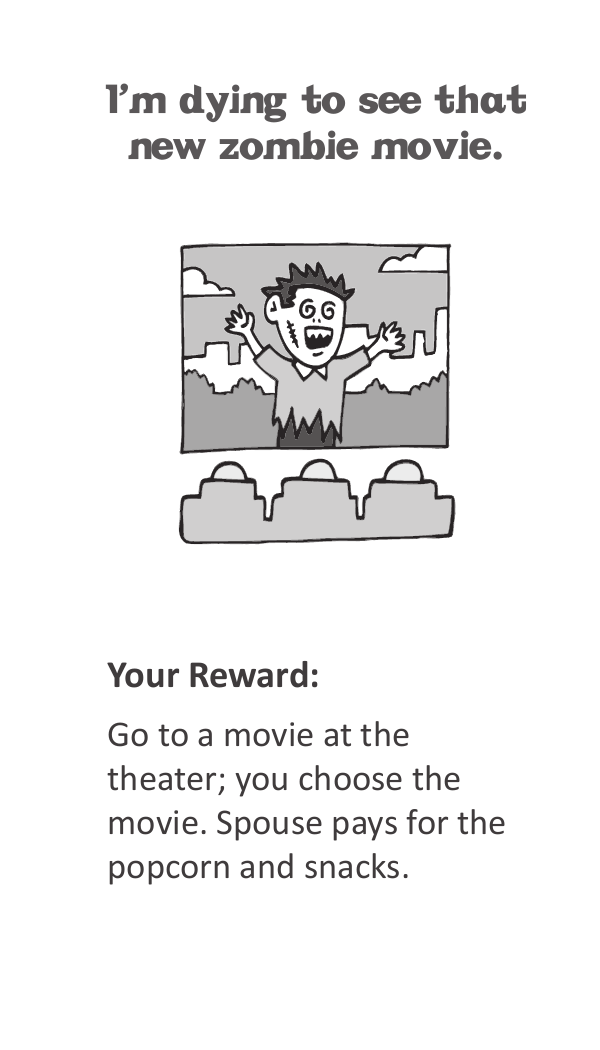 I'm dying to see that
new zombie movie.
Your Reward:
Go to a movie at the
theater; you choose the
movie. Spouse pays for the
popcorn and snacks.